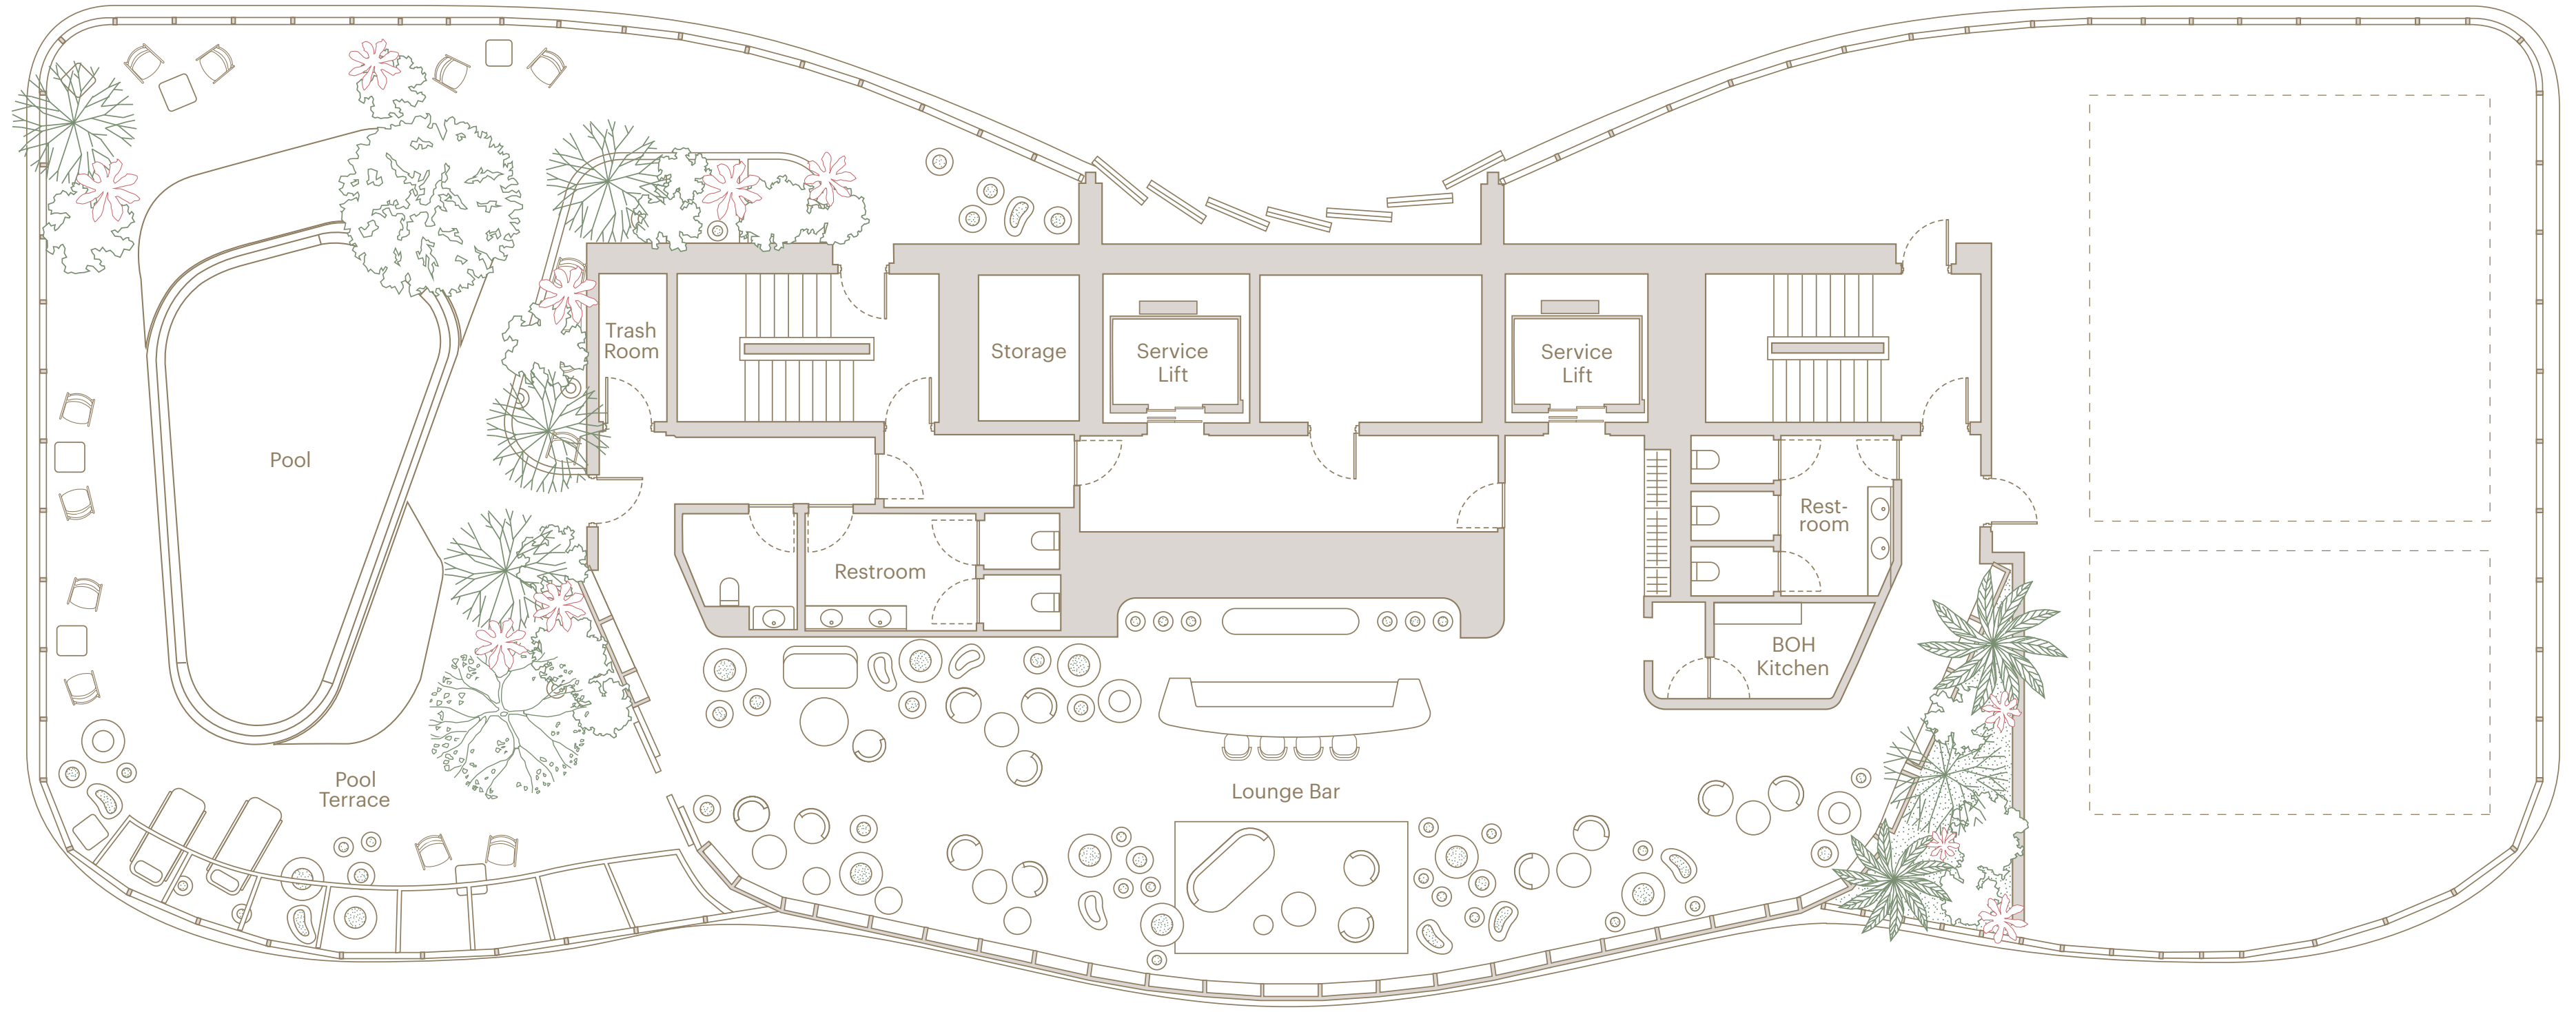 Trash
Room
Storage
Service
Lift
Service
Lift
Pool
Rest-
room
Restroom
BOH
Kitchen
Pool
Terrace
Lounge Bar